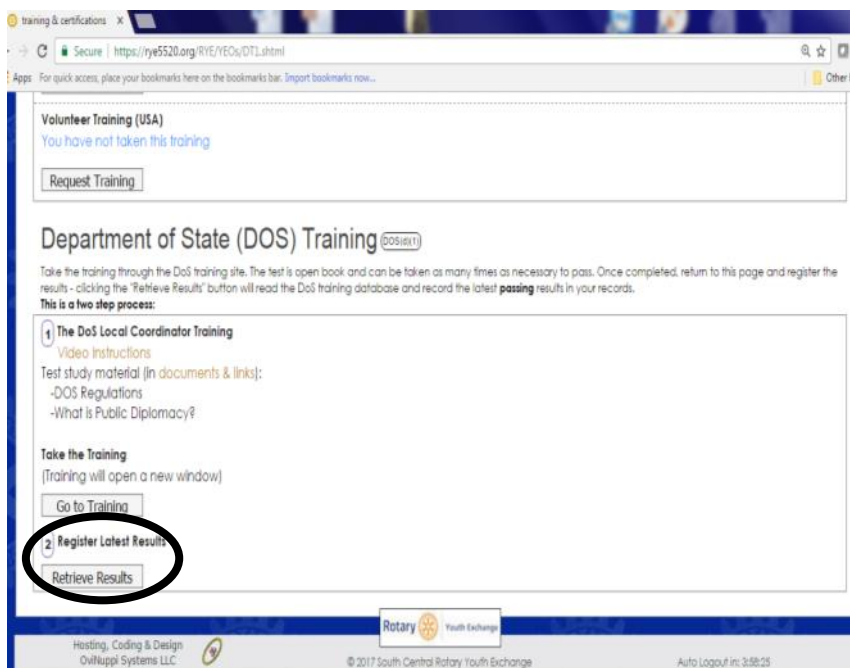 training & certifications X
Secure | https://rye5520.org/RYE/YEOs/DT1.shtml
Apps For quick access, place your bookmarks here on the bookmarks bar. Import bookmarks now... Other
Volunteer Training (USA)
You have not taken this training
Request Training
Department of State (DOS) Training DOS(d)(1)
Take the training through the DoS training site. The test is open book and can be taken as many times as necessary to pass. Once completed, return to this page and register the
results - clicking the "Retrieve Results" button will read the DoS training database and record the latest passing results in your records.
This is a two step process:
1 The DoS Local Coordinator Training
Video Instructions
Test study material (in documents & links):
-DOS Regulations
-What is Public Diplomacy?
Take the Training
(Training will open a new window)
Go to Training
2 Register Latest Results
Retrieve Results
Rotary Youth Exchange
Hosting, Coding & Design
OviNuppi Systems LLC
© 2017 South Central Rotary Youth Exchange
Auto Logout in: 3:58:25